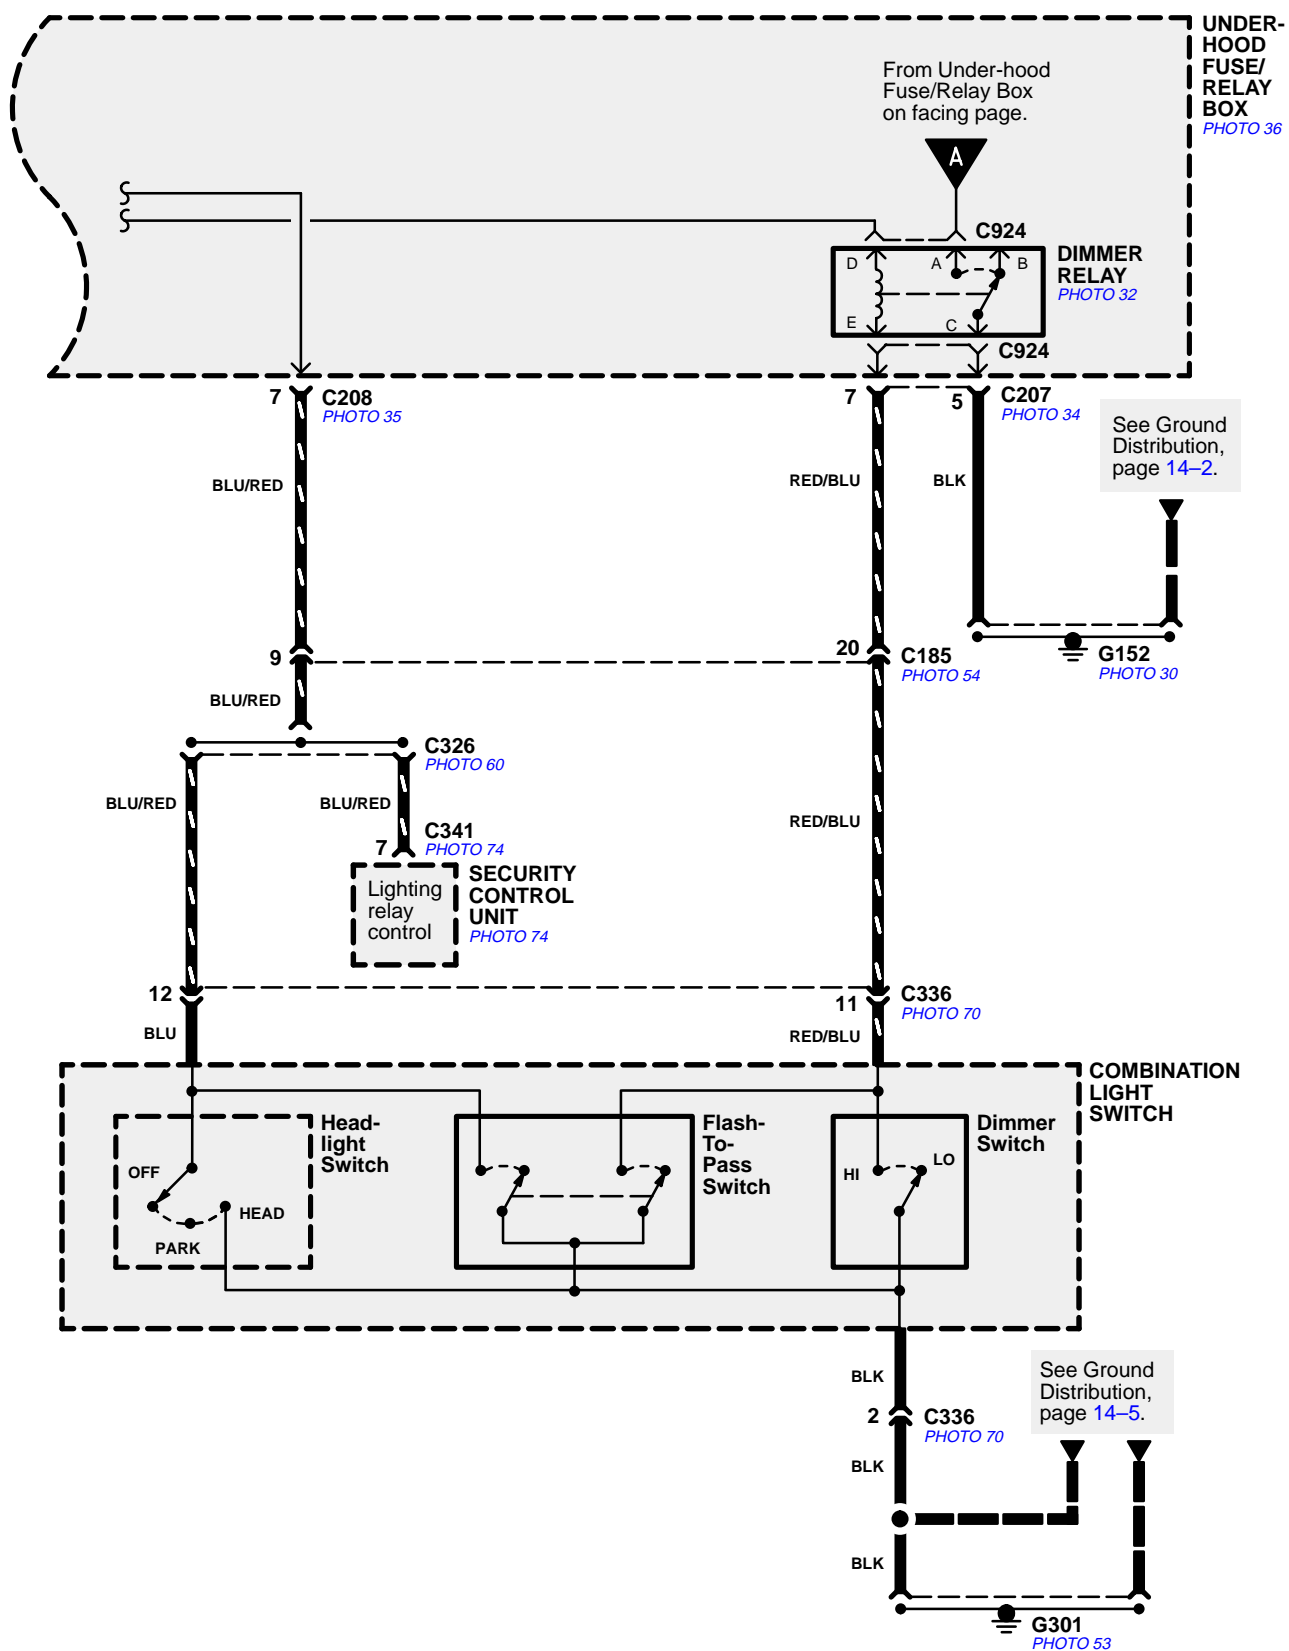 UNDER-
HOOD
FUSE/
RELAY
BOX
PHOTO 36
From Under-hood
Fuse/Relay Box
on facing page.
A
C924
DIMMER
RELAY
PHOTO 32
D
A
B
E
C
C924
7
C208
PHOTO 35
7
5
C207
PHOTO 34
See Ground
Distribution,
page 14–2.
BLU/RED
RED/BLU
BLK
9
20
C185
PHOTO 54
G152
PHOTO 30
BLU/RED
C326
PHOTO 60
BLU/RED
BLU/RED
RED/BLU
7
C341
PHOTO 74
Lighting
relay
control
SECURITY
CONTROL
UNIT
PHOTO 74
12
11
C336
PHOTO 70
BLU
RED/BLU
COMBINATION
LIGHT
SWITCH
Head-
light
Switch
OFF
PARK
HEAD
Flash-
To-
Pass
Switch
Dimmer
Switch
HI
LO
BLK
2
C336
PHOTO 70
See Ground
Distribution,
page 14–5.
BLK
BLK
G301
PHOTO 53